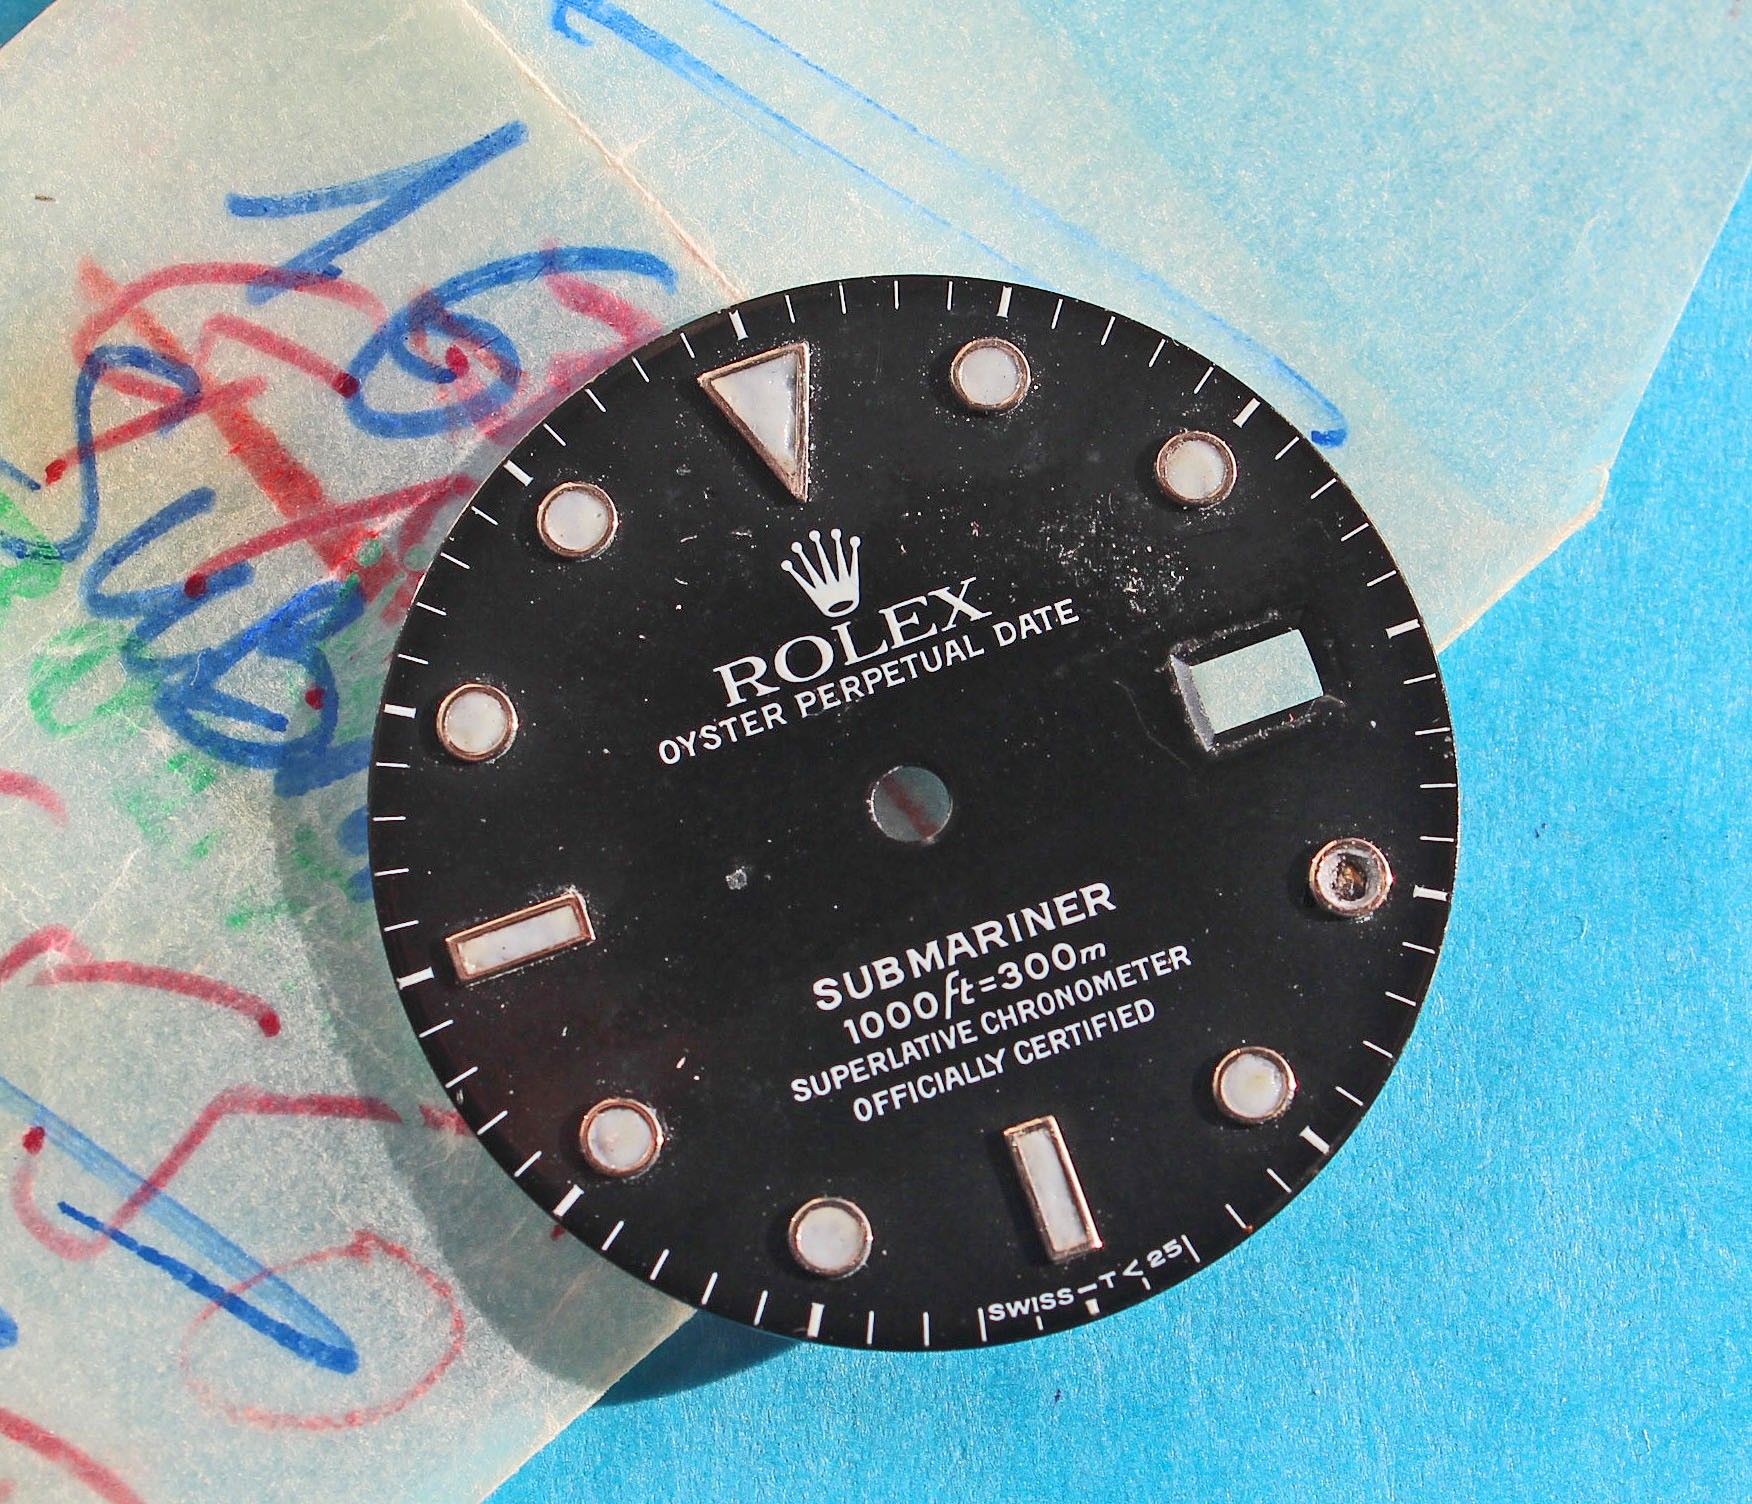 ROLEX
OYSTER PERPETUAL DATE
SUBMARINER
1000ft=300m
SUPERLATIVE CHRONOMETER
OFFICIALLY CERTIFIED
SWISS-T<25